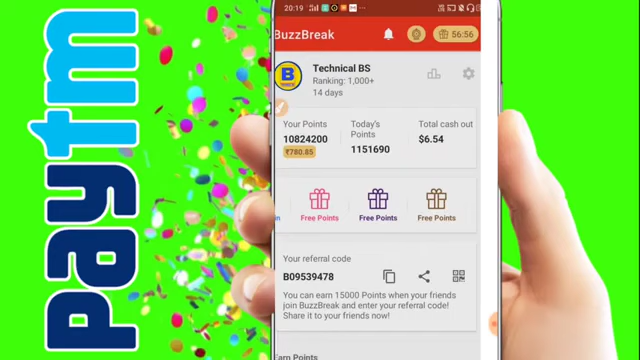 paytm
20:19
BuzzBreak
56:56
B
Technical BS
Ranking: 1,000+
14 days
Your Points
Today's Points
Total cash out
10824200
1151690
$6.54
₹780.85
in
Free Points
Free Points
Free Points
Your referral code
B09539478
You can earn 15000 Points when your friends
join BuzzBreak and enter your referral code!
Share it to your friends now!
Earn Points